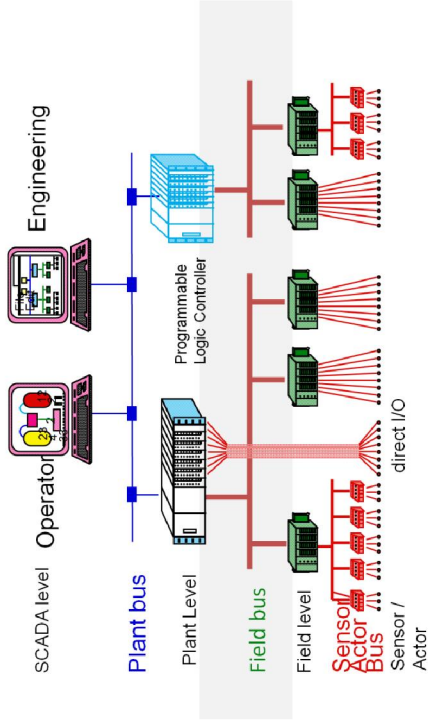 Operator
Engineering
SCADA level
Plant bus
Plant Level
Programmable
Logic Controller
Field bus
Field level
Sensor
Actor
Bus
direct I/O
Sensor /
Actor